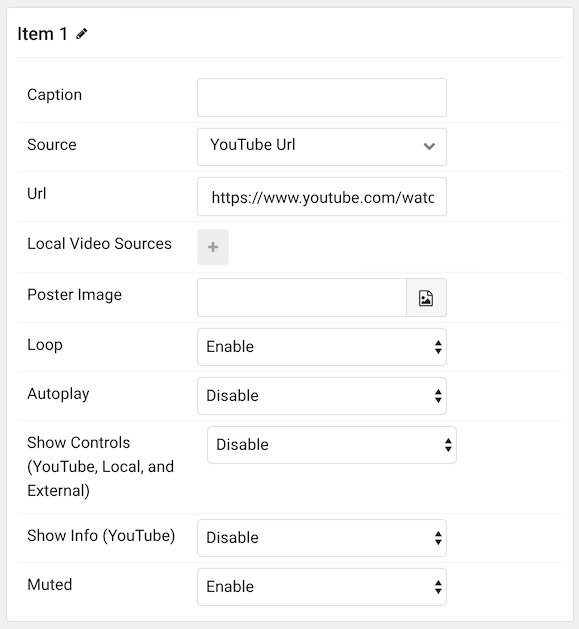 Item 1
Caption
Source YouTube Url
Url https://www.youtube.com/watc
Local Video Sources +
Poster Image
Loop Enable
Autoplay Disable
Show Controls Disable
(YouTube, Local, and
External)
Show Info (YouTube) Disable
Muted Enable